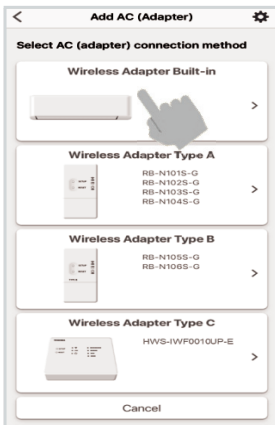 Add AC (Adapter)
Select AC (adapter) connection method
Wireless Adapter Built-in
Wireless Adapter Type A
RB-N101S-G
RB-N102S-G
RB-N103S-G
RB-N104S-G
Wireless Adapter Type B
RB-N105S-G
RB-N106S-G
Wireless Adapter Type C
HWS-IWF0010UP-E
Cancel